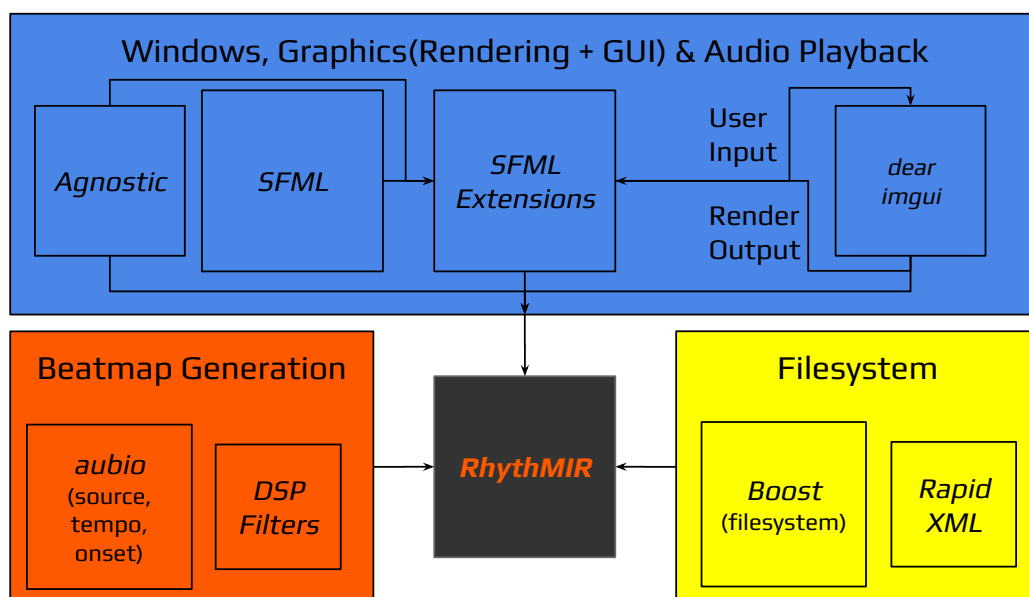 Windows, Graphics(Rendering + GUI) & Audio Playback
Agnostic
SFML
SFML
Extensions
User
Input
Render
Output
dear
imgui
Beatmap Generation
aubio
(source,
tempo,
onset)
DSP
Filters
RhythMIR
Filesystem
Boost
(filesystem)
Rapid
XML